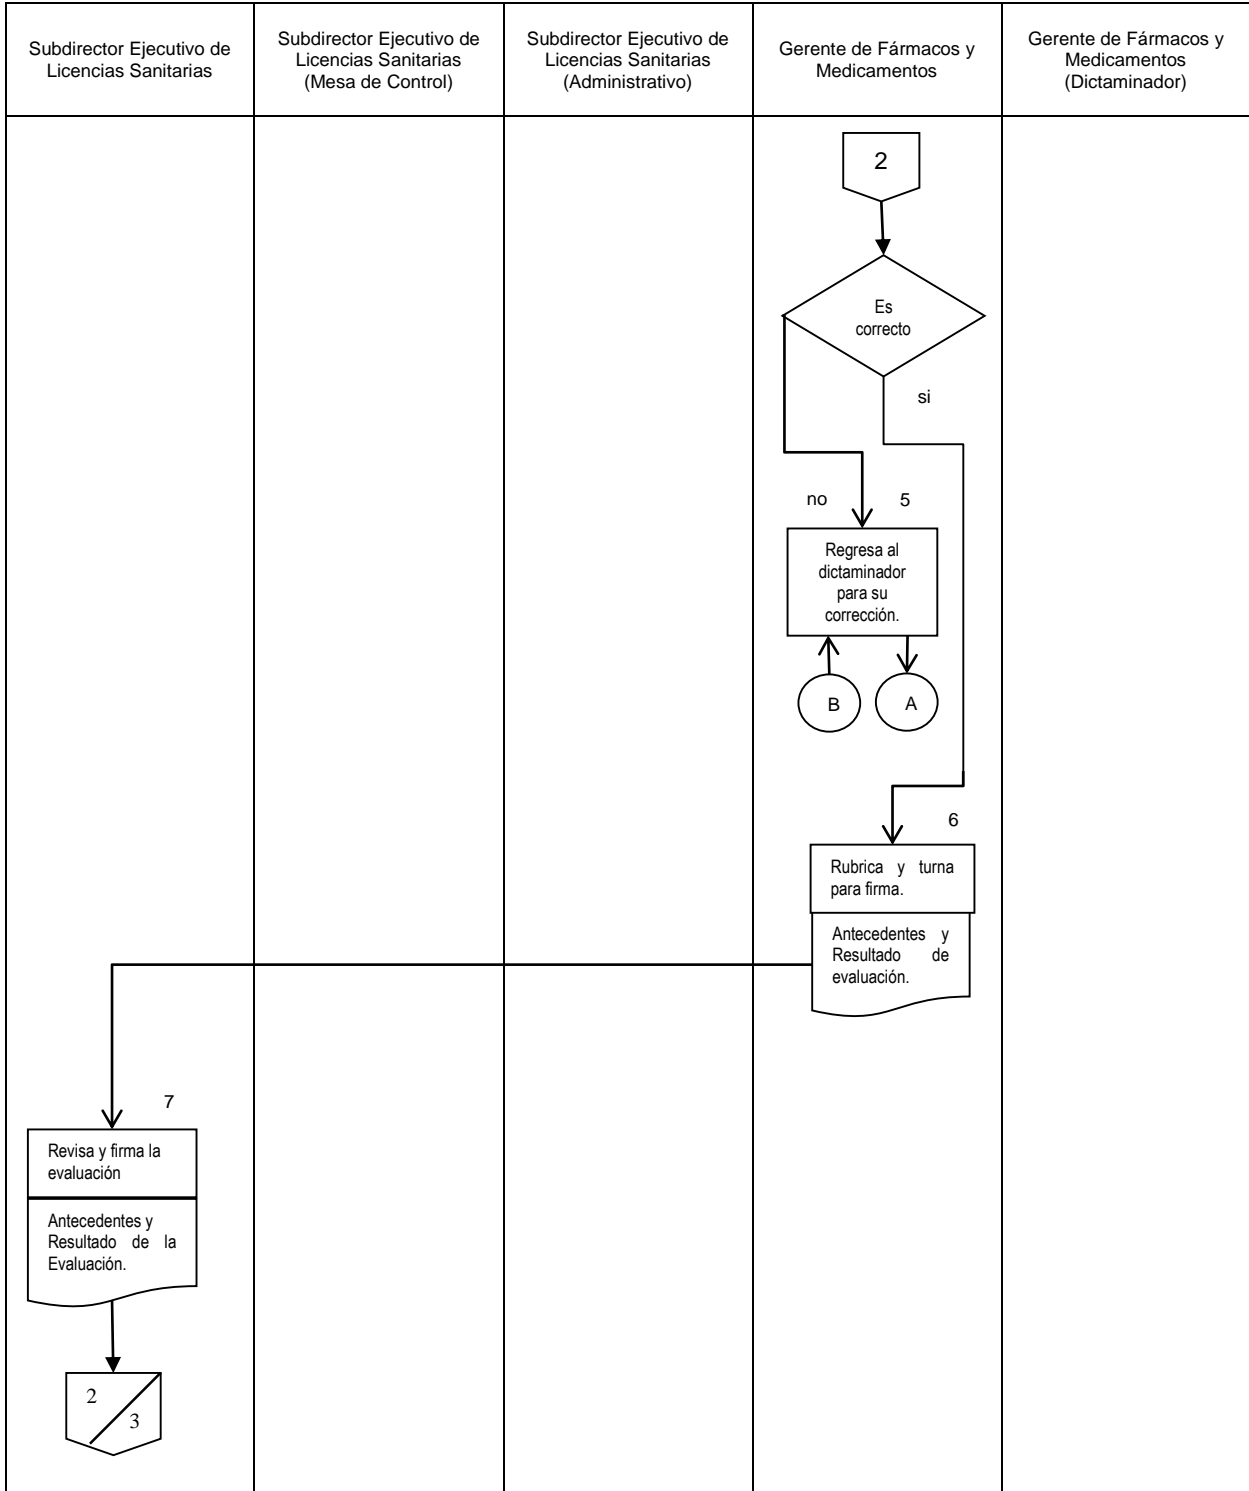 Subdirector Ejecutivo de
Licencias Sanitarias
Subdirector Ejecutivo de
Licencias Sanitarias
(Mesa de Control)
Subdirector Ejecutivo de
Licencias Sanitarias
(Administrativo)
Gerente de Fármacos y
Medicamentos
Gerente de Fármacos y
Medicamentos
(Dictaminador)
2
Es
correcto
si
no
5
Regresa al
dictaminador
para su
corrección.
B
A
6
Rubrica y turna
para firma.
Antecedentes y
Resultado de
evaluación.
7
Revisa y firma la
evaluación
Antecedentes y
Resultado de la
Evaluación.
2
3